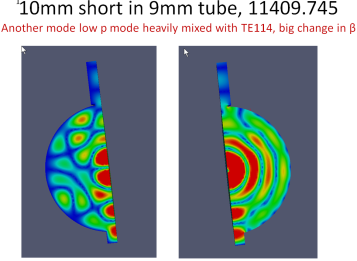 10mm short in 9mm tube, 11409.745
Another mode low p mode heavily mixed with TE114, big change in β